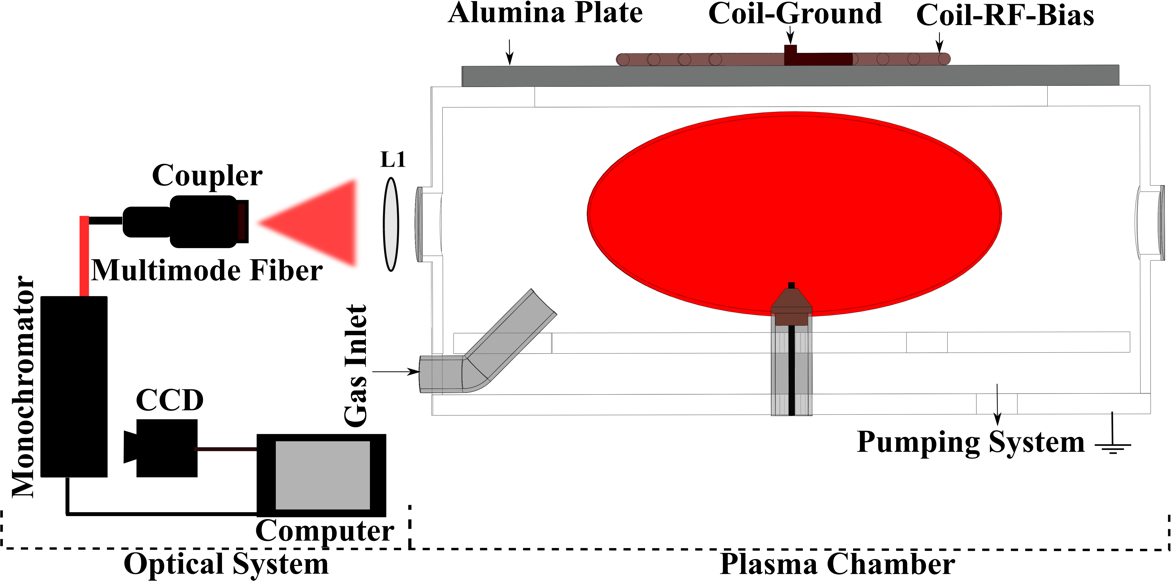 Alumina Plate
Coil-Ground
Coil-RF-Bias
L1
Coupler
Multimode Fiber
Monochromator
Gas Inlet
CCD
Pumping System
Computer
Optical System
Plasma Chamber